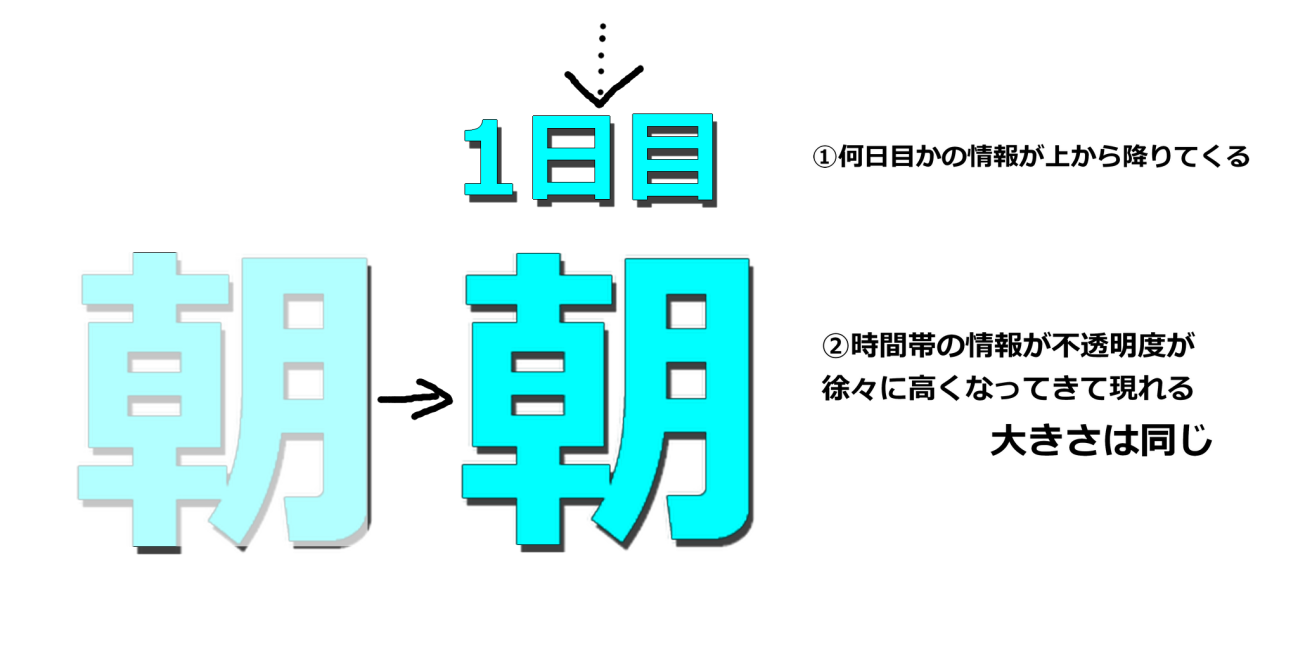 1日目
①何日目かの情報が上から降りてくる
朝
朝
②時間帯の情報が不透明度が
徐々に高くなってきて現れる
大きさは同じ